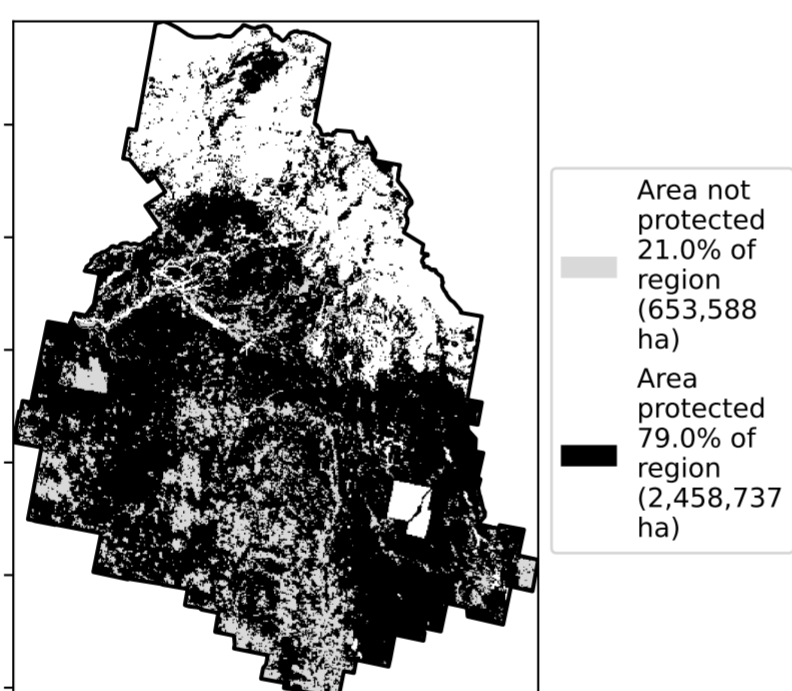 Area not
protected
21.0% of
region
(653,588
ha)
Area
protected
79.0% of
region
(2,458,737
ha)